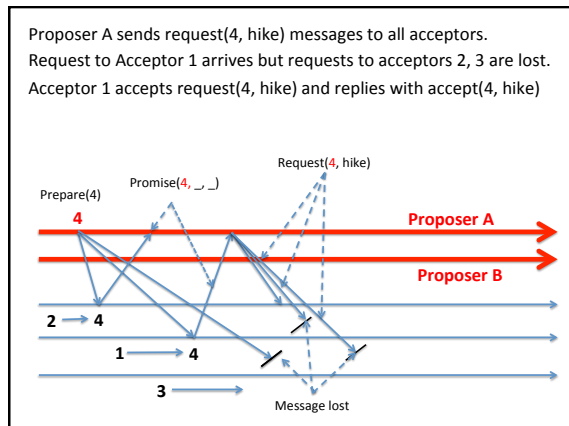 Proposer A sends request(4, hike) messages to all acceptors.
Request to Acceptor 1 arrives but requests to acceptors 2, 3 are lost.
Acceptor 1 accepts request(4, hike) and replies with accept(4, hike)
Request(4, hike)
Prepare(4)
Promise(4, _, _)
4
Proposer A
Proposer B
2
4
1
4
3
Message lost